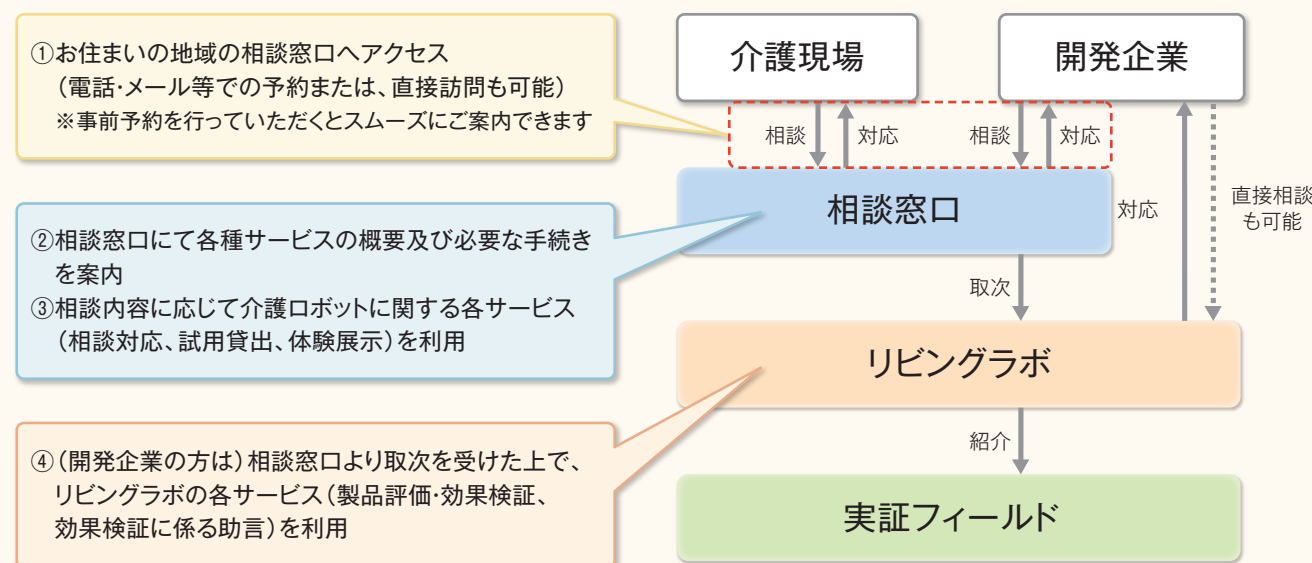 ①お住まいの地域の相談窓口へアクセス
（電話・メール等での予約または、直接訪問も可能）
※事前予約を行っていただくとスムーズにご案内できます
②相談窓口にて各種サービスの概要及び必要な手続き
を案内
③相談内容に応じて介護ロボットに関する各サービス
（相談対応、試用貸出、体験展示）を利用
④（開発企業の方は）相談窓口より取次を受けた上で、
リビングラボの各サービス（製品評価・効果検証、
効果検証に係る助言）を利用
介護現場
開発企業
相談
対応
相談
対応
相談窓口
対応
直接相談
も可能
取次
リビングラボ
紹介
実証フィールド